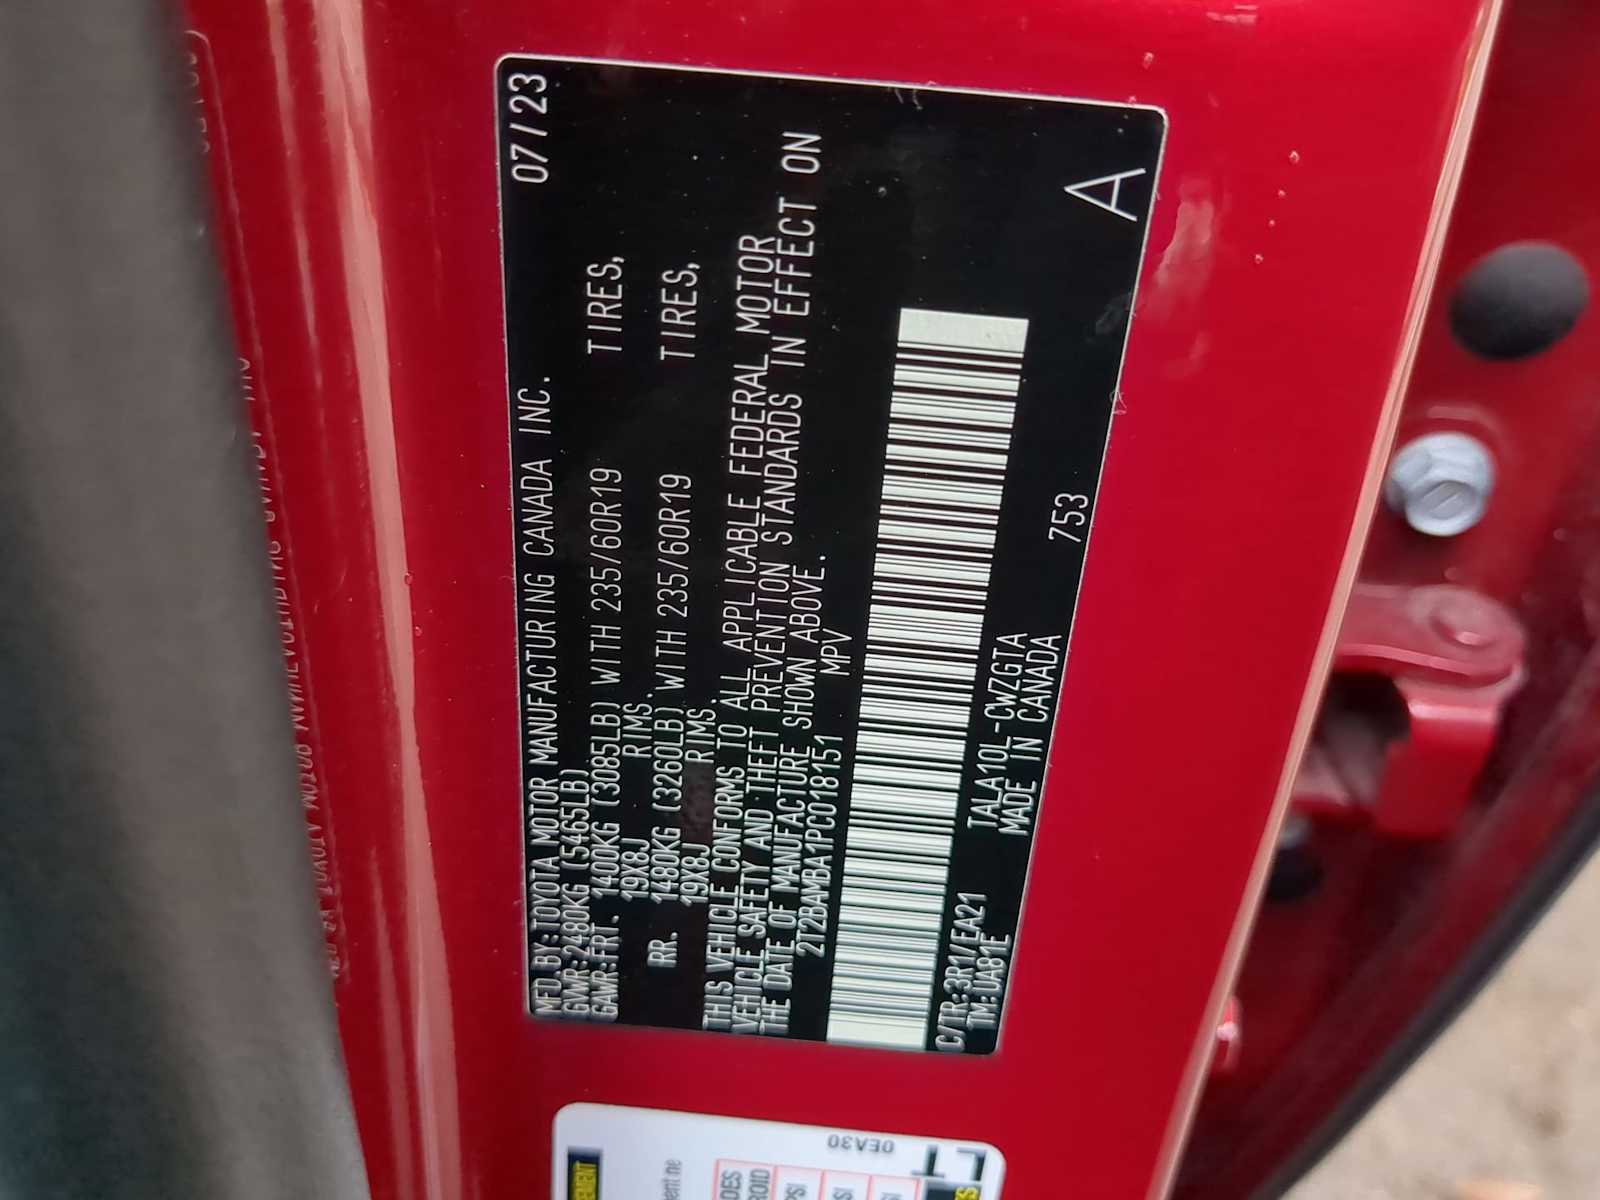 MFD.BY:TOYOTA MOTOR MANUFACTURING CANADA INC. 07/23
GVWR:2480KG (5465LB)
GAWR:FRT. 1400KG (3085LB) WITH 235/60R19 TIRES,
19X8J RIMS.
RR. 1480KG (3260LB) WITH 235/60R19 TIRES,
19X8J RIMS.
THIS VEHICLE CONFORMS TO ALL APPLICABLE FEDERAL MOTOR
VEHICLE SAFETY AND THEFT PREVENTION STANDARDS IN EFFECT ON
THE DATE OF MANUFACTURE SHOWN ABOVE.
2T2BAMBA1PC018151 MPV
C/TR:3R1/EA21 TALA10L-CWZGTA
TM:UA81E MADE IN CANADA 753
A
0EA30